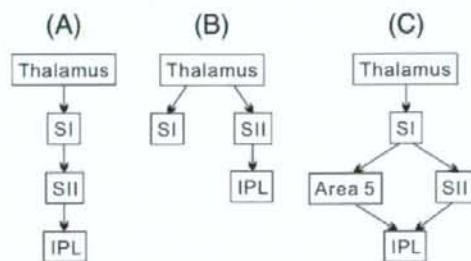 (A) (B) (C)
Thalamus Thalamus Thalamus
SI SI SII SI
SII IPL Area 5 SII
IPL IPL